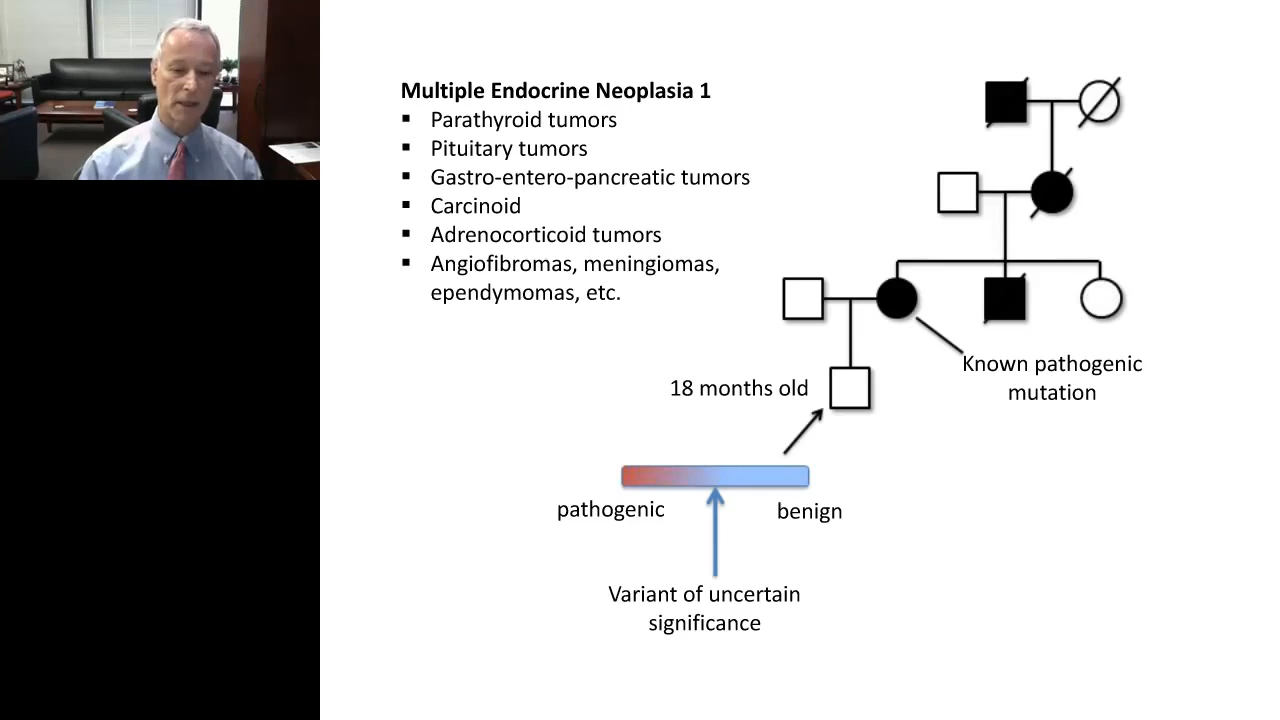 Multiple Endocrine Neoplasia 1
▪ Parathyroid tumors
▪ Pituitary tumors
▪ Gastro-entero-pancreatic tumors
▪ Carcinoid
▪ Adrenocorticoid tumors
▪ Angiofibromas, meningiomas,
ependymomas, etc.
Known pathogenic
mutation
18 months old
pathogenic
benign
Variant of uncertain
significance